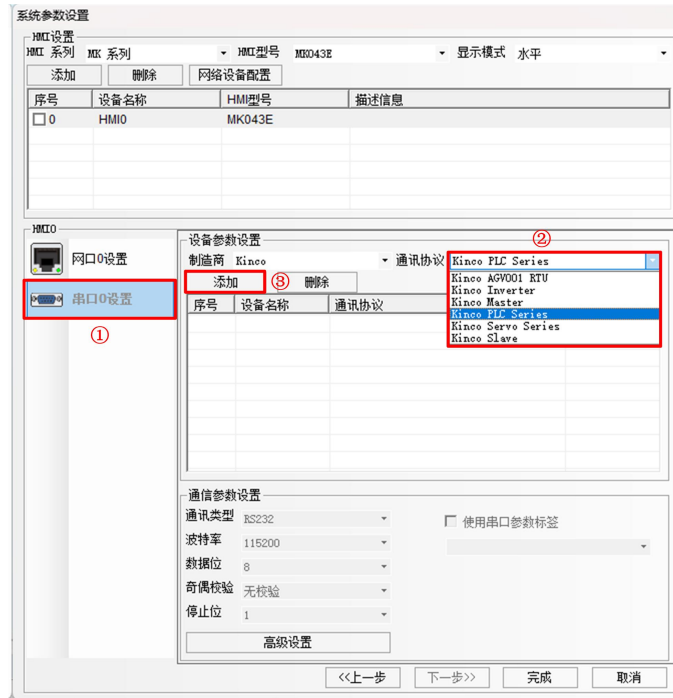 系统参数设置
HMI设置
HMI 系列 MK 系列 HMI型号 MK043E 显示模式 水平
添加 删除 网络设备配置
序号 设备名称 HMI型号 描述信息
0 HMI0 MK043E
HMI0
设备参数设置 ②
网口0设置 制造商 Kinco 通讯协议 Kinco PLC Series
添加 ③ 删除 Kinco AGV001 RTU
Kinco Inverter
串口0设置 序号 设备名称 通讯协议 Kinco Master
Kinco PLC Series
Kinco Servo Series
① Kinco Slave
通信参数设置
通讯类型 RS232 使用串口参数标签
波特率 115200
数据位 8
奇偶校验 无校验
停止位 1
高级设置
<<上一步 下一步>> 完成 取消